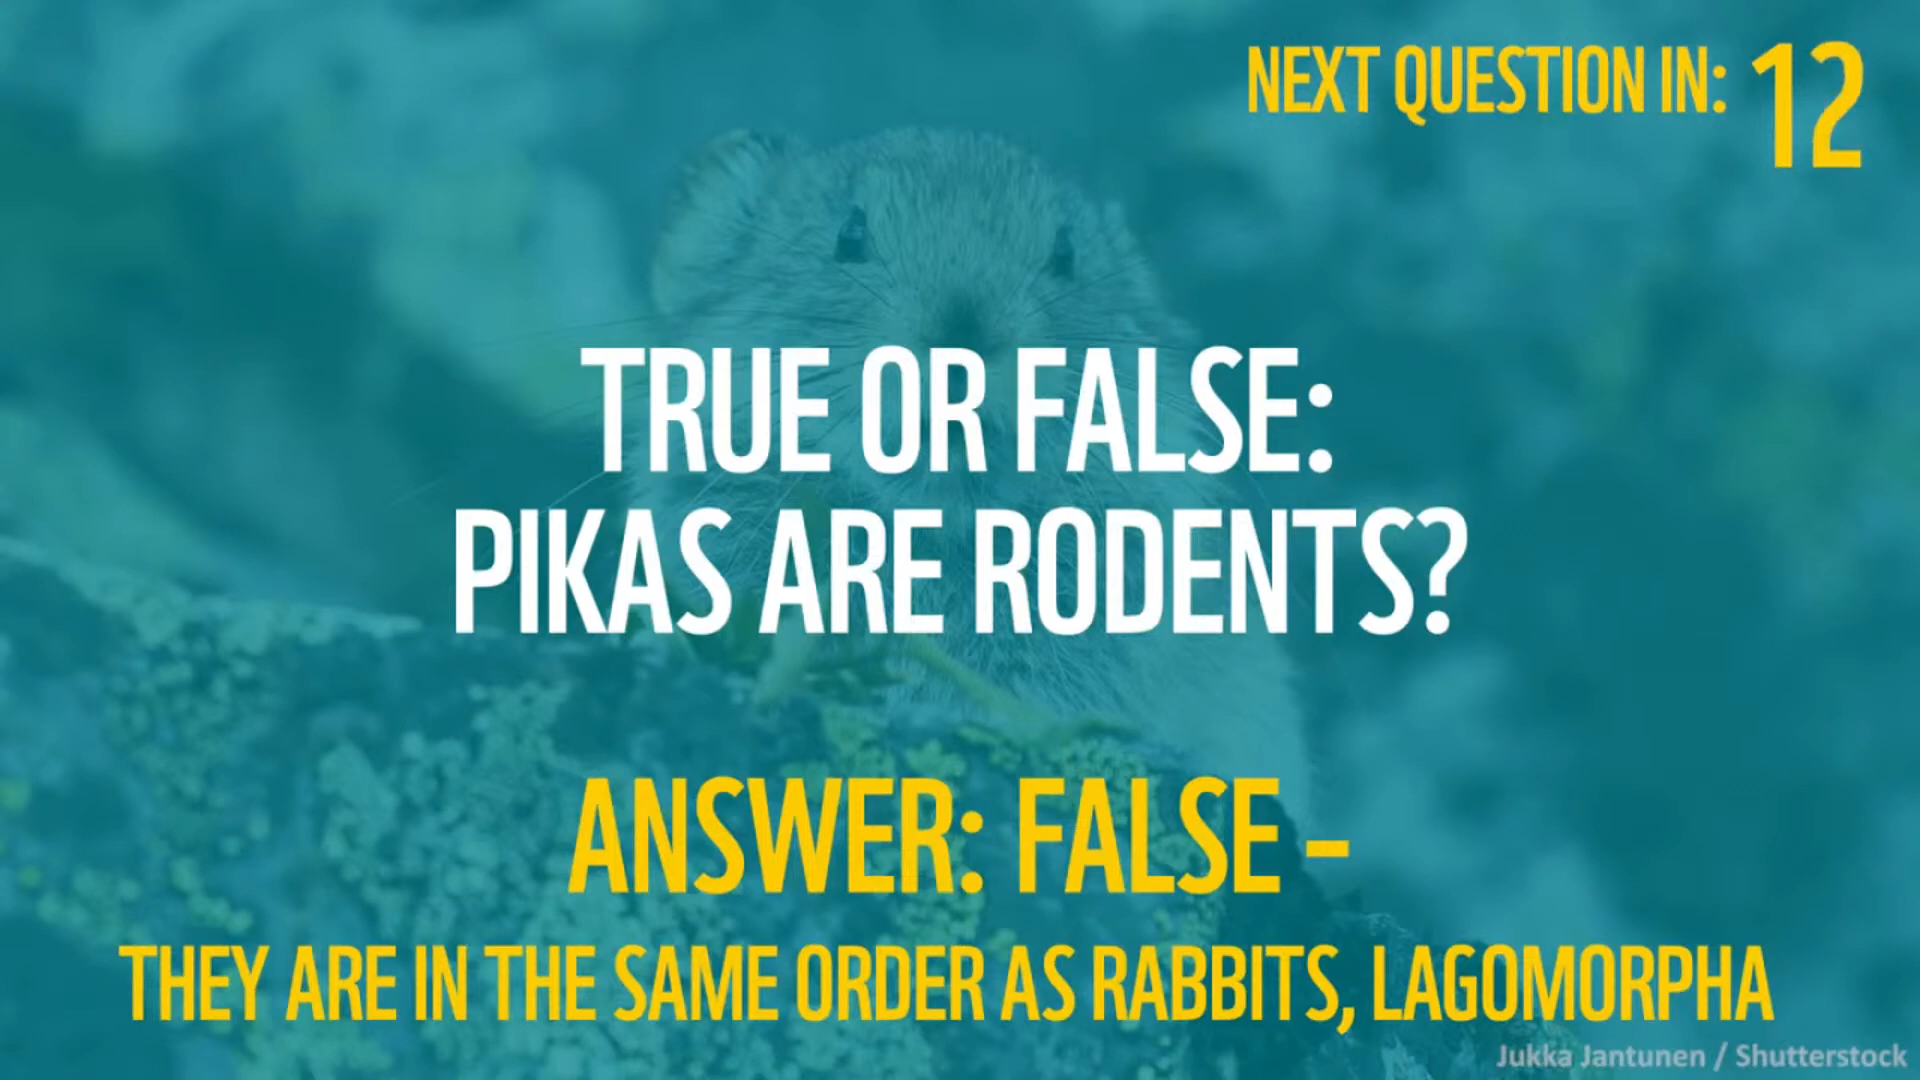 NEXT QUESTION IN: 12
TRUE OR FALSE:
PIKAS ARE RODENTS?
ANSWER: FALSE -
THEY ARE IN THE SAME ORDER AS RABBITS, LAGOMORPHA
Jukka Jantunen / Shutterstock